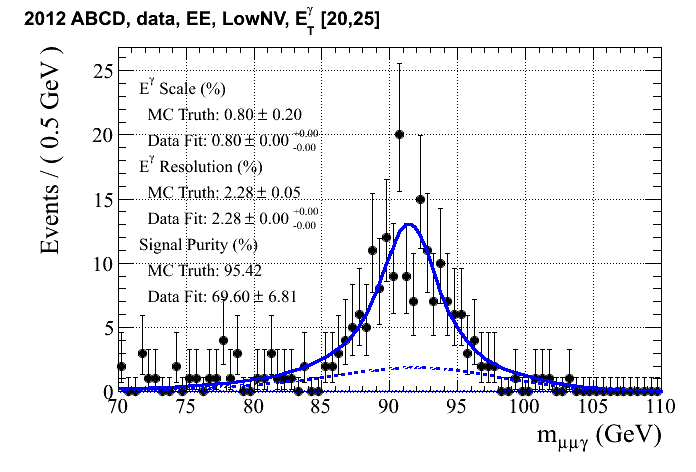 2012 ABCD, data, EE, LowNV, E_T^γ [20,25]
Events / ( 0.5 GeV )
25
20
15
10
5
0
E^γ Scale (%)
MC Truth: 0.80 ± 0.20
Data Fit: 0.80 ± 0.00 +0.00 -0.00
E^γ Resolution (%)
MC Truth: 2.28 ± 0.05
Data Fit: 2.28 ± 0.00 +0.00 -0.00
Signal Purity (%)
MC Truth: 95.42
Data Fit: 69.60 ± 6.81
70 75 80 85 90 95 100 105 110
m_μμγ (GeV)